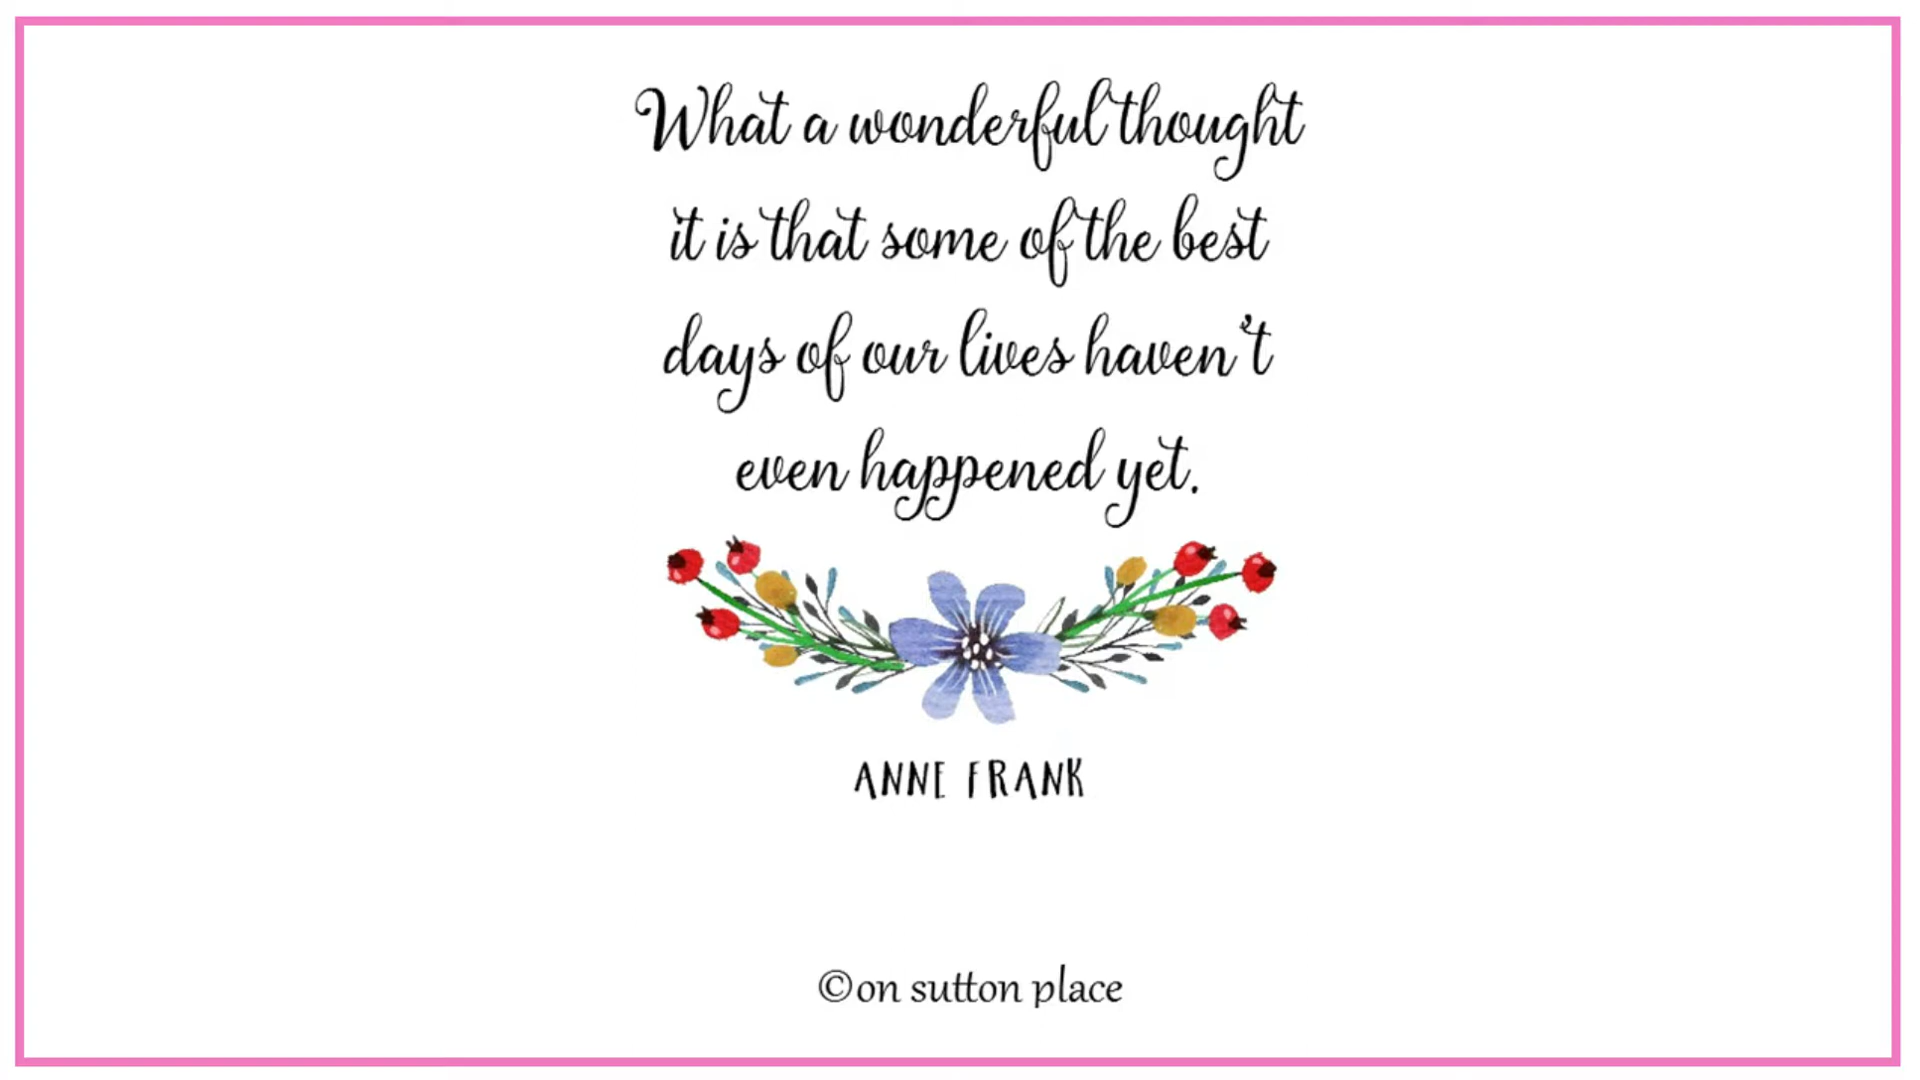 What a wonderful thought
it is that some of the best
days of our lives haven't
even happened yet.
ANNE FRANK
©on sutton place